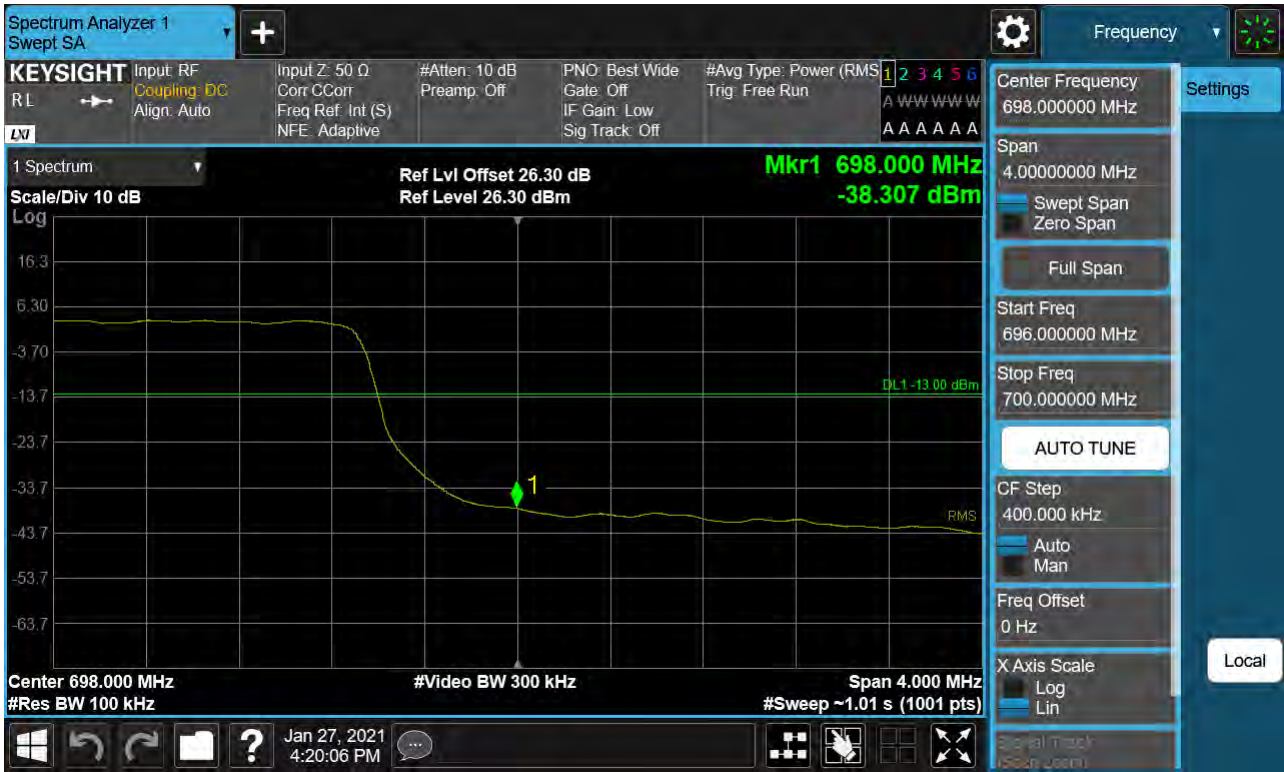 Spectrum Analyzer 1
Swept SA
+
Frequency
KEYSIGHT
RL
LXI
Input: RF
Coupling: DC
Align: Auto
Input Z: 50 Ω
Corr CCorr
Freq Ref: Int (S)
NFE: Adaptive
#Atten: 10 dB
Preamp: Off
PNO: Best Wide
Gate: Off
IF Gain: Low
Sig Track: Off
#Avg Type: Power (RMS
Trig: Free Run
1 2 3 4 5 6
A W W W W W
A A A A A A
1 Spectrum
Scale/Div 10 dB
Log
Ref Lvl Offset 26.30 dB
Ref Level 26.30 dBm
Mkr1 698.000 MHz
-38.307 dBm
16.3
6.30
-3.70
-13.7
-23.7
-33.7
-43.7
-53.7
-63.7
DL1 -13.00 dBm
1
RMS
Center 698.000 MHz
#Res BW 100 kHz
#Video BW 300 kHz
Span 4.000 MHz
#Sweep ~1.01 s (1001 pts)
Center Frequency
698.000000 MHz
Span
4.00000000 MHz
Swept Span
Zero Span
Full Span
Start Freq
696.000000 MHz
Stop Freq
700.000000 MHz
AUTO TUNE
CF Step
400.000 kHz
Auto
Man
Freq Offset
0 Hz
X Axis Scale
Log
Lin
Signal Track
(Span Zoom)
Settings
Local
?
Jan 27, 2021
4:20:06 PM